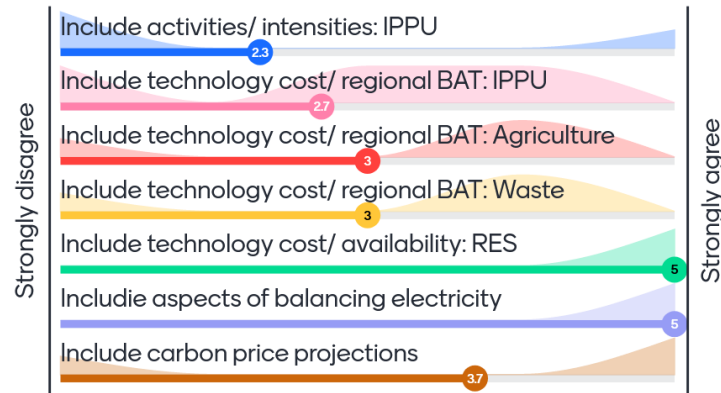 Strongly disagree
Include activities/ intensities: IPPU
2.3
Include technology cost/ regional BAT: IPPU
2.7
Include technology cost/ regional BAT: Agriculture
3
Include technology cost/ regional BAT: Waste
3
Include technology cost/ availability: RES
5
Includie aspects of balancing electricity
5
Include carbon price projections
3.7
Strongly agree